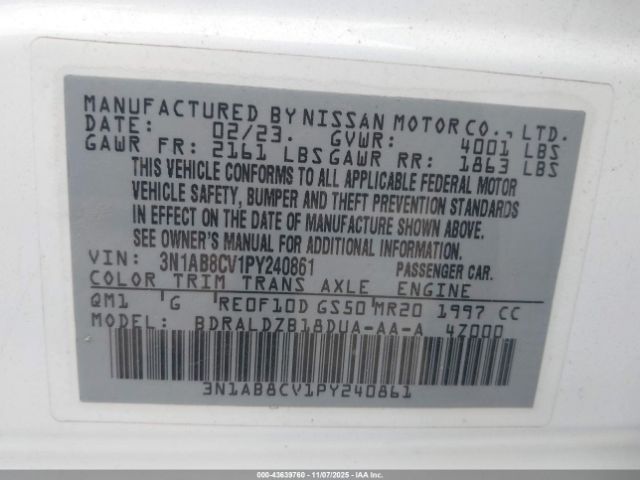 MANUFACTURED BY NISSAN MOTOR CO., LTD.
DATE: 02/23. GVWR: 4001 LBS
GAWR FR: 2161 LBS GAWR RR: 1863 LBS
THIS VEHICLE CONFORMS TO ALL APPLICABLE FEDERAL MOTOR
VEHICLE SAFETY, BUMPER AND THEFT PREVENTION STANDARDS
IN EFFECT ON THE DATE OF MANUFACTURE SHOWN ABOVE.
SEE OWNER'S MANUAL FOR ADDITIONAL INFORMATION.
VIN: 3N1AB8CV1PY240861 PASSENGER CAR.
COLOR TRIM TRANS AXLE ENGINE
QM1 G RE0F10D GS50 MR20 1997 CC
MODEL: BDRALDZB18DUA-AA-A 4Z000
3N1AB8CV1PY240861
000-43639760 - 11/07/2025 - IAAI.COM